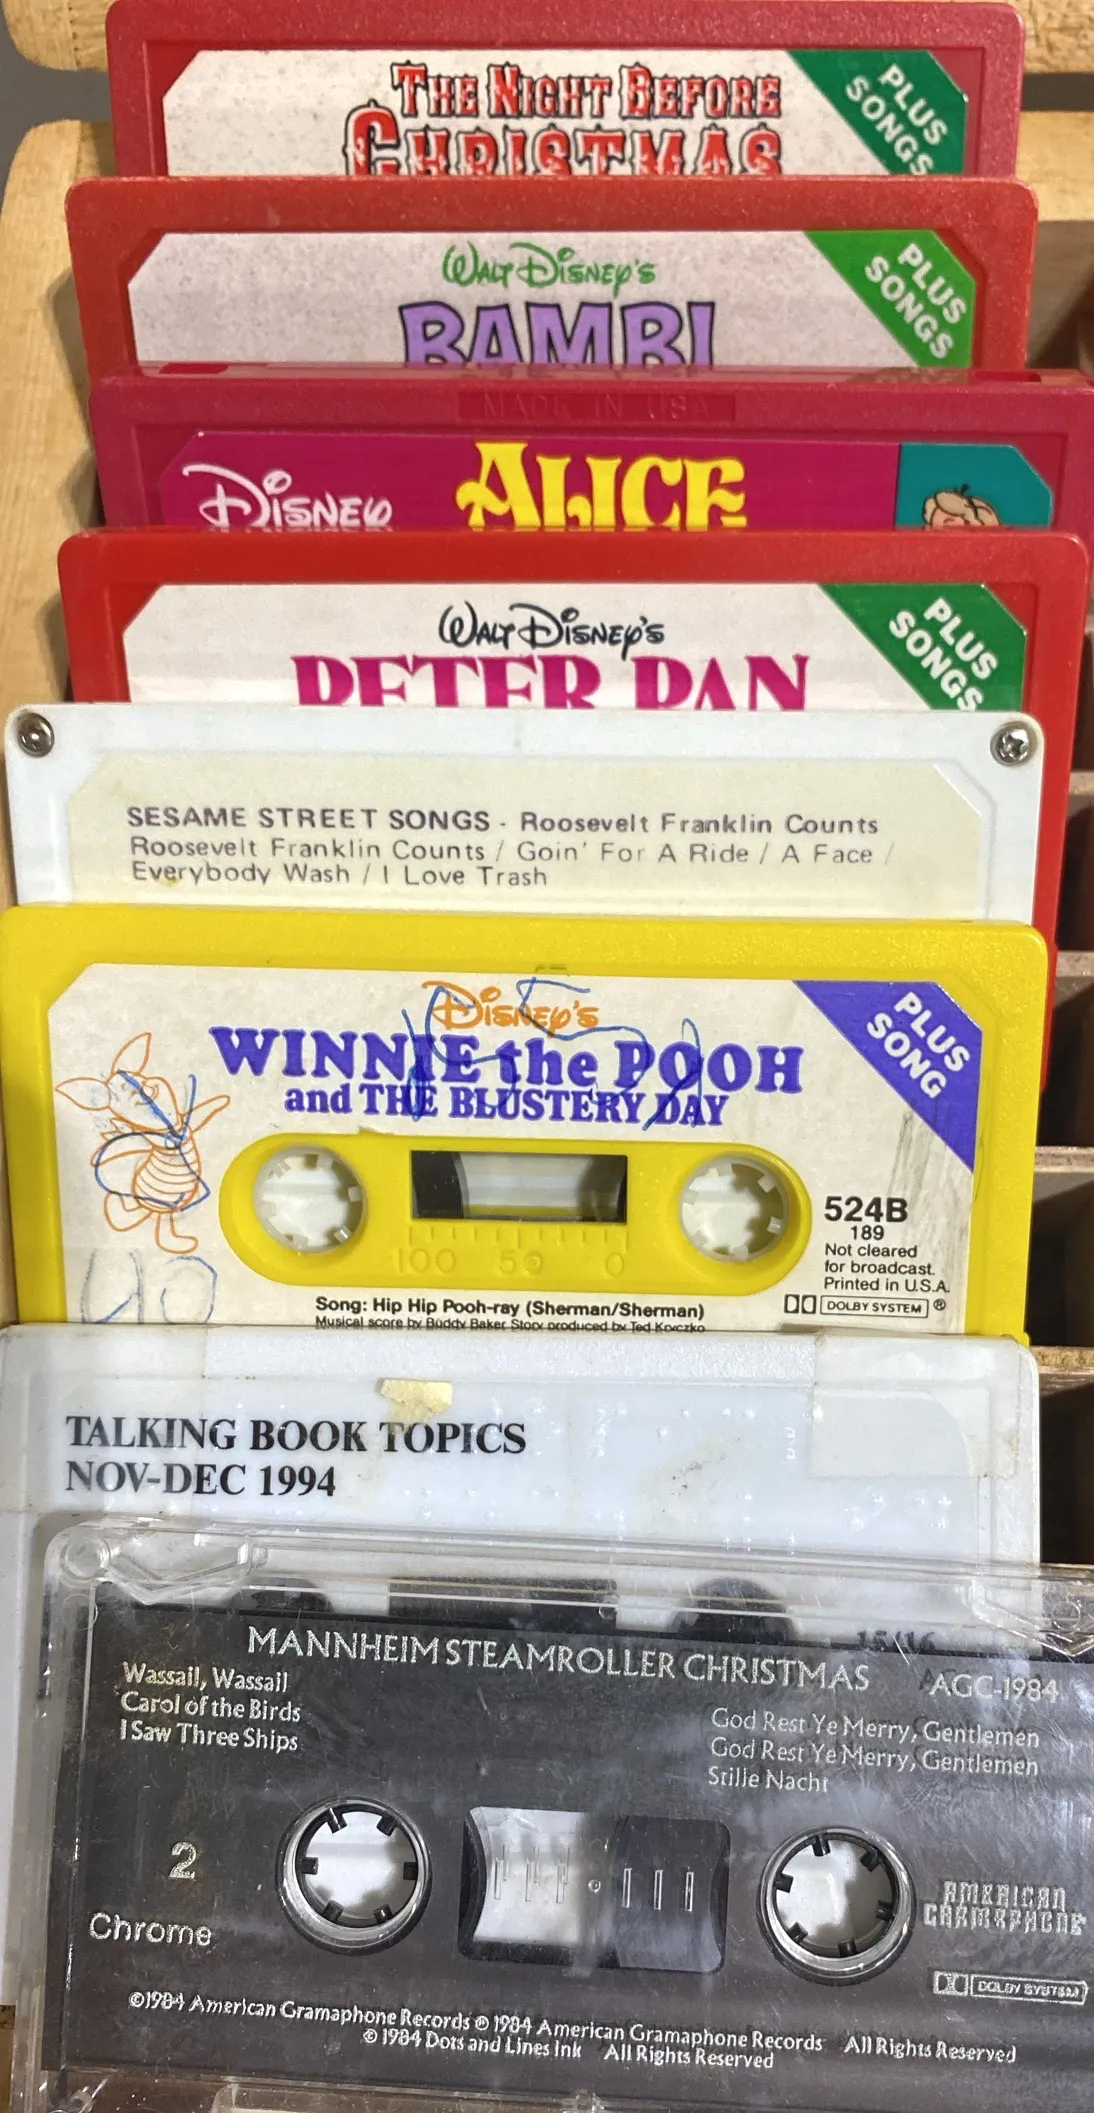 THE NIGHT BEFORE
CHRISTMAS
PLUS
SONGS
WALT DISNEY'S
BAMBI
PLUS
SONGS
MADE IN USA
DISNEY
ALICE
WALT DISNEY'S
PETER PAN
PLUS
SONGS
SESAME STREET SONGS - Roosevelt Franklin Counts
Roosevelt Franklin Counts / Goin' For A Ride / A Face /
Everybody Wash / I Love Trash
DISNEY'S
WINNIE the POOH
and THE BLUSTERY DAY
PLUS
SONG
524B
189
Not cleared
for broadcast.
Printed in U.S.A.
DOLBY SYSTEM ®
100 50 0
Song: Hip Hip Pooh-ray (Sherman/Sherman)
Musical score by Buddy Baker Story produced by Ted Kryczko
TALKING BOOK TOPICS
NOV-DEC 1994
MANNHEIM STEAMROLLER CHRISTMAS
AGC-1984
Wassail, Wassail
Carol of the Birds
I Saw Three Ships
God Rest Ye Merry, Gentlemen
God Rest Ye Merry, Gentlemen
Stille Nacht
2
Chrome
AMERICAN
GRAMAPHONE
DOLBY SYSTEM
©1984 American Gramaphone Records ℗ 1984 American Gramaphone Records All Rights Reserved
© 1984 Dots and Lines Ink All Rights Reserved